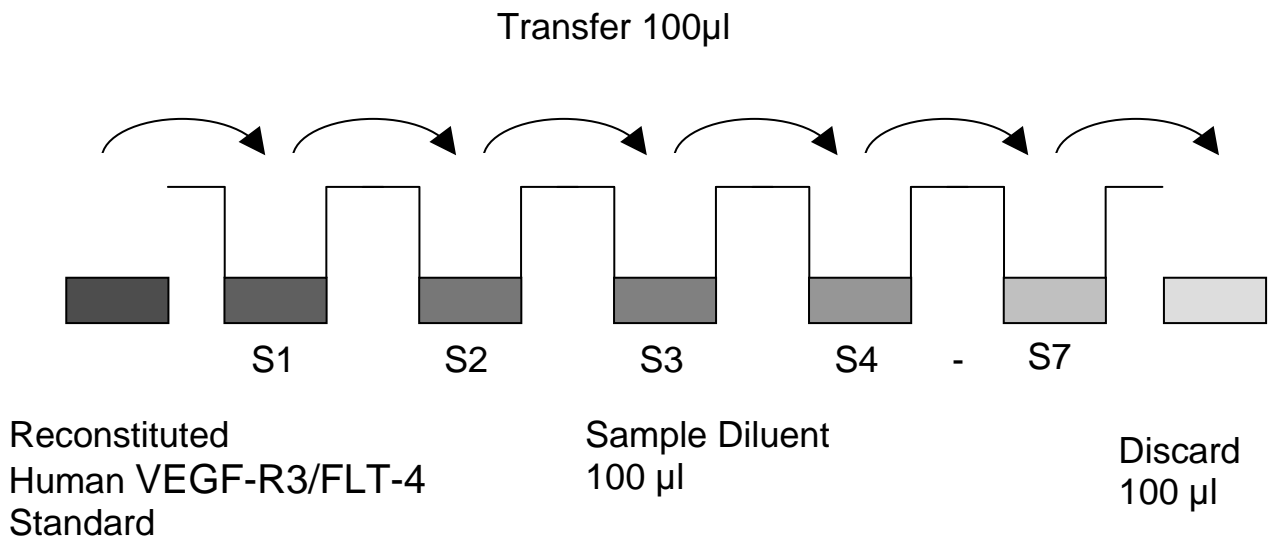 Transfer 100µl
S1 S2 S3 S4 - S7
Reconstituted
Human VEGF-R3/FLT-4
Standard
Sample Diluent
100 µl
Discard
100 µl